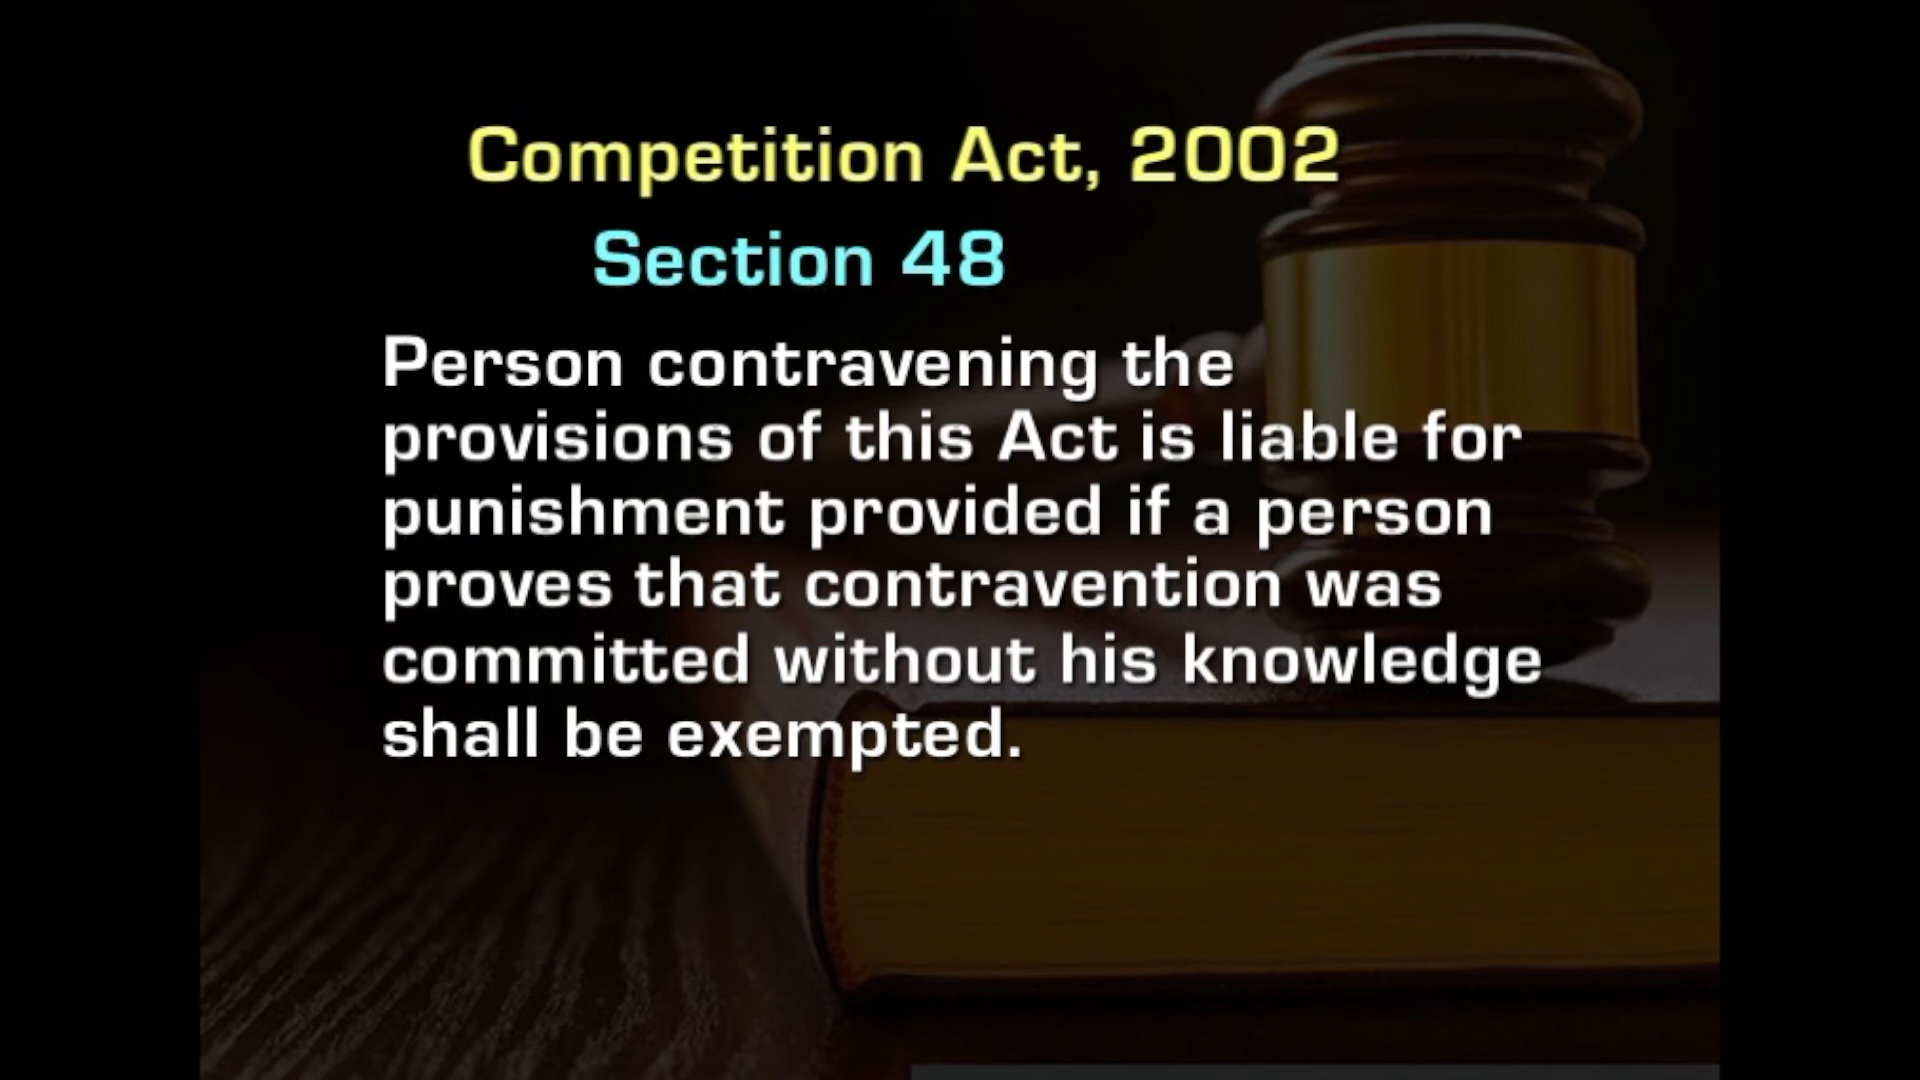 Competition Act, 2002
Section 48
Person contravening the
provisions of this Act is liable for
punishment provided if a person
proves that contravention was
committed without his knowledge
shall be exempted.